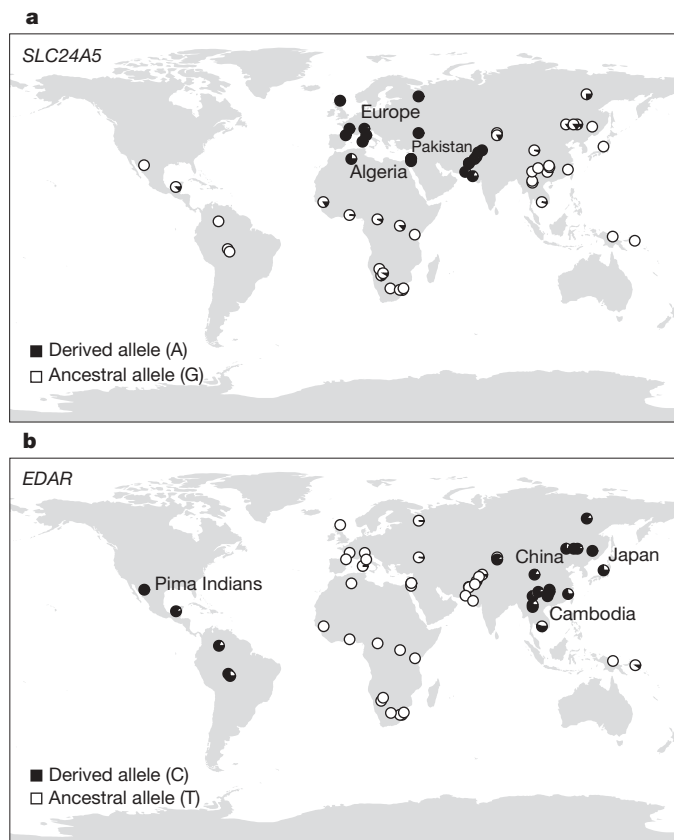 a
SLC24A5
Europe
Pakistan
Algeria
Derived allele (A)
Ancestral allele (G)
b
EDAR
Pima Indians
China
Japan
Cambodia
Derived allele (C)
Ancestral allele (T)